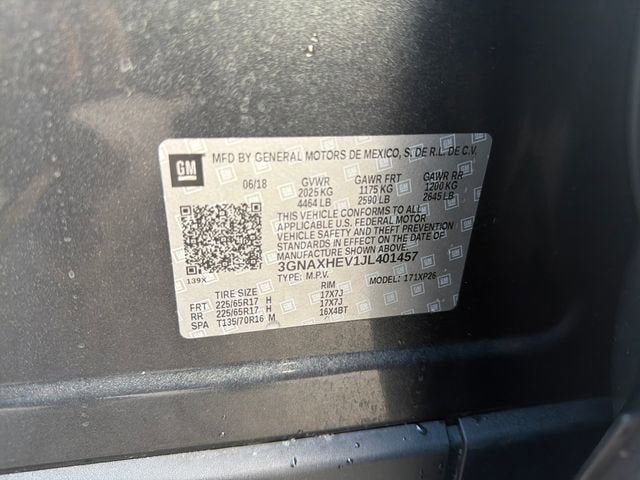 GM
MFD BY GENERAL MOTORS DE MEXICO, S. DE R.L. DE C.V.
06/18 GVWR GAWR FRT GAWR RR
2025 KG 1175 KG 1200 KG
4464 LB 2590 LB 2645 LB
THIS VEHICLE CONFORMS TO ALL
APPLICABLE U.S. FEDERAL MOTOR
VEHICLE SAFETY AND THEFT PREVENTION
STANDARDS IN EFFECT ON THE DATE OF
MANUFACTURE SHOWN ABOVE.
3GNAXHEV1JL401457
139X TYPE: M.P.V. MODEL: 171XP26
TIRE SIZE RIM
FRT 225/65R17 H 17X7J
RR 225/65R17 H 17X7J
SPA T135/70R16 M 16X4BT